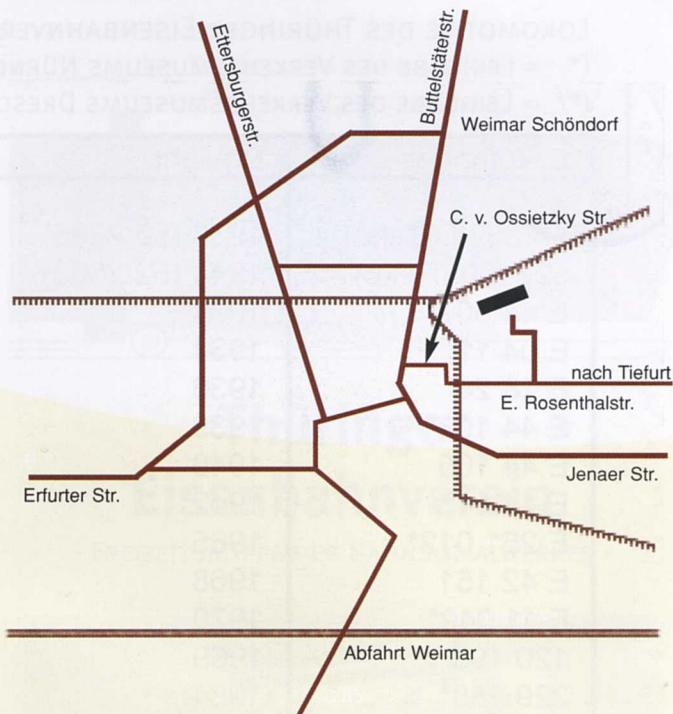 Ettersburgerstr.
Buttelstäterstr.
Weimar Schöndorf
C. v. Ossietzky Str.
nach Tiefurt
E. Rosenthalstr.
Jenaer Str.
Erfurter Str.
Abfahrt Weimar